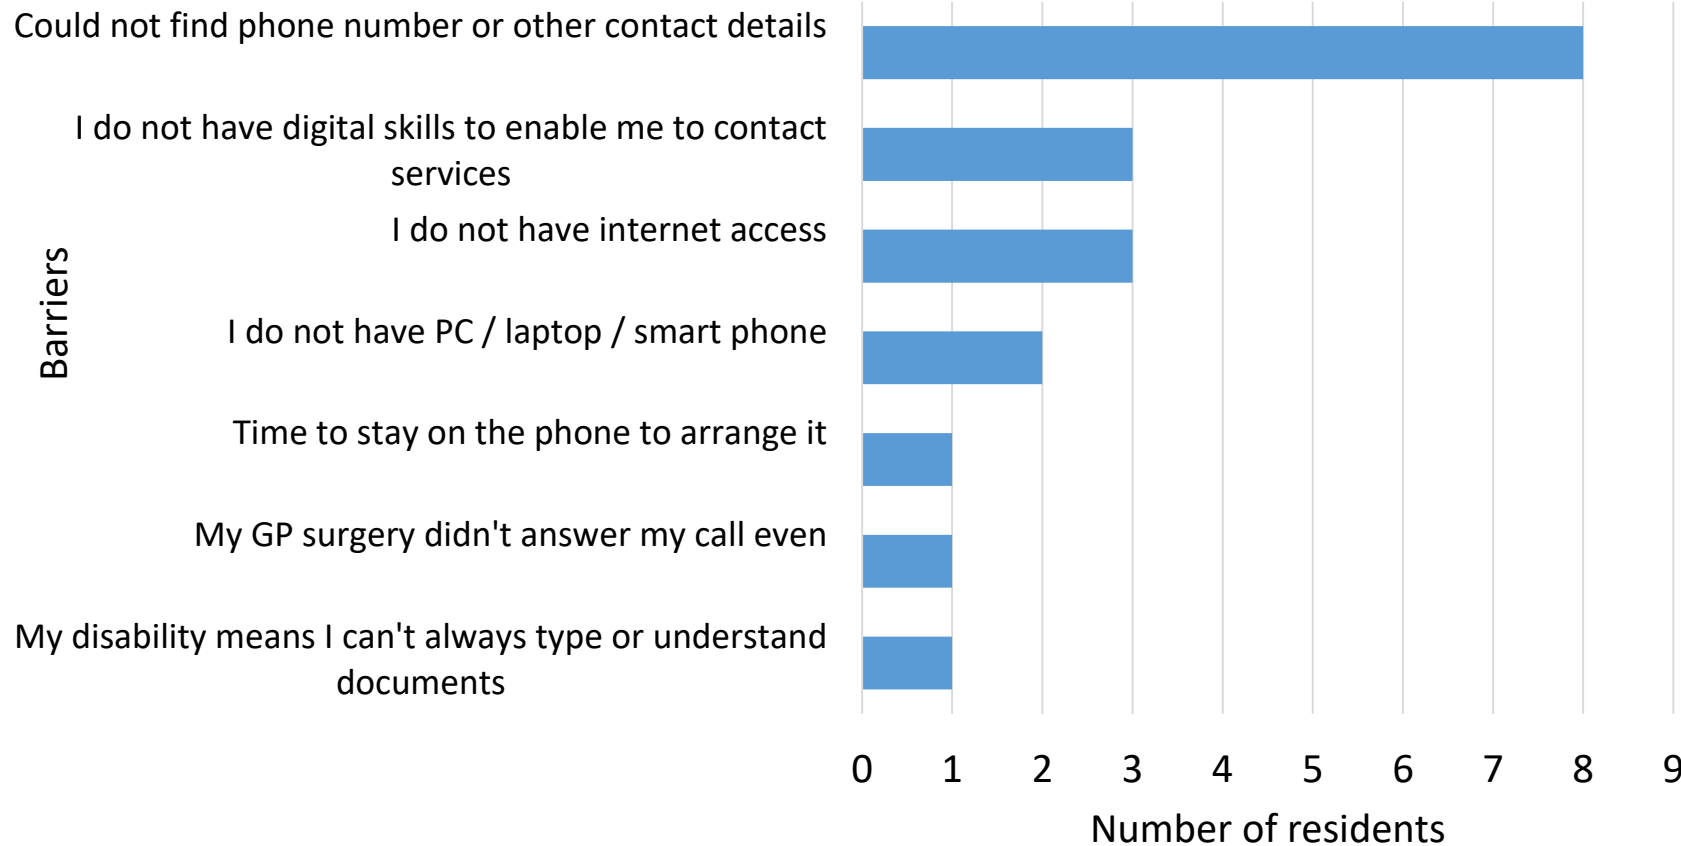 Could not find phone number or other contact details
I do not have digital skills to enable me to contact
services
I do not have internet access
I do not have PC / laptop / smart phone
Time to stay on the phone to arrange it
My GP surgery didn't answer my call even
My disability means I can't always type or understand
documents
Barriers
0 1 2 3 4 5 6 7 8 9
Number of residents